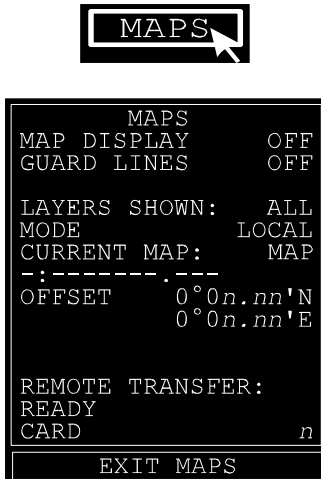 MAPS
MAPS
MAP DISPLAY OFF
GUARD LINES OFF
LAYERS SHOWN: ALL
MODE LOCAL
CURRENT MAP: MAP
-:-------.---
OFFSET 0°0n.nn'N
0°0n.nn'E
REMOTE TRANSFER:
READY
CARD n
EXIT MAPS